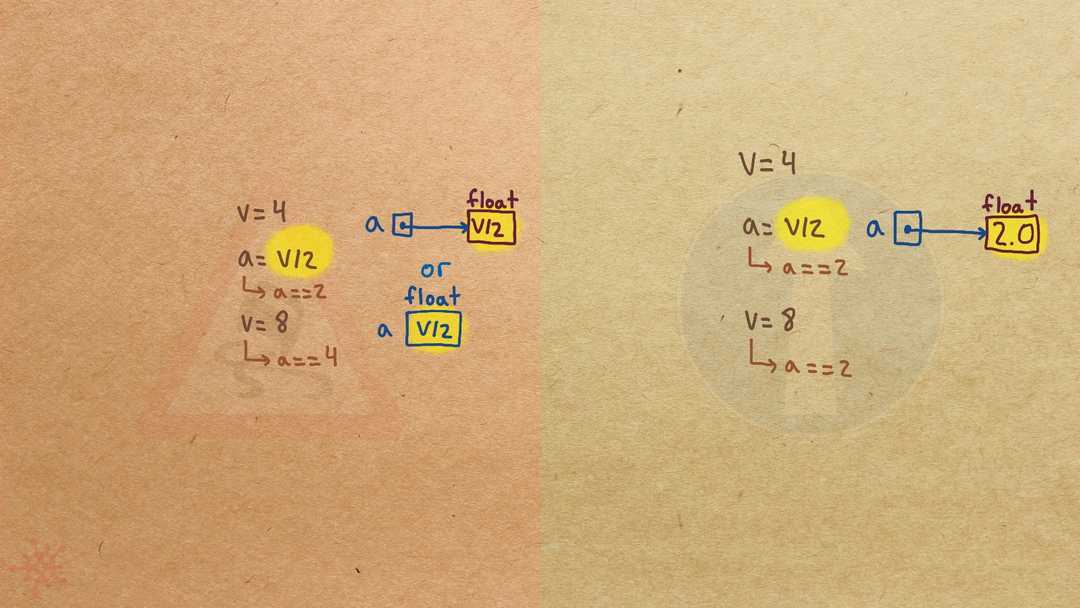 v=4
a= v/2
a==2
v=8
a==4
a
float
v/2
or
float
a v/2
v=4
a= v/2
a==2
v=8
a==2
a
float
2.0